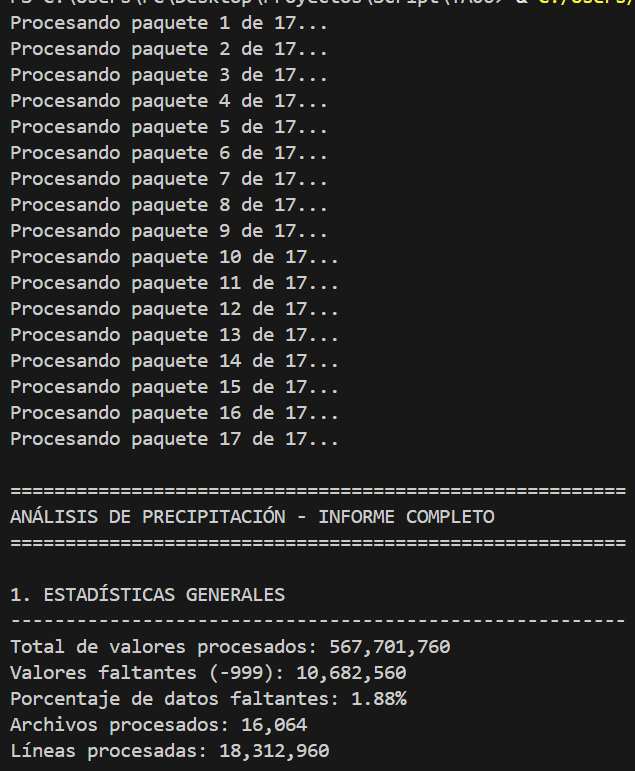 Procesando paquete 1 de 17...
Procesando paquete 2 de 17...
Procesando paquete 3 de 17...
Procesando paquete 4 de 17...
Procesando paquete 5 de 17...
Procesando paquete 6 de 17...
Procesando paquete 7 de 17...
Procesando paquete 8 de 17...
Procesando paquete 9 de 17...
Procesando paquete 10 de 17...
Procesando paquete 11 de 17...
Procesando paquete 12 de 17...
Procesando paquete 13 de 17...
Procesando paquete 14 de 17...
Procesando paquete 15 de 17...
Procesando paquete 16 de 17...
Procesando paquete 17 de 17...
========================================================
ANÁLISIS DE PRECIPITACIÓN - INFORME COMPLETO
========================================================
1. ESTADÍSTICAS GENERALES
--------------------------------------------------------
Total de valores procesados: 567,701,760
Valores faltantes (-999): 10,682,560
Porcentaje de datos faltantes: 1.88%
Archivos procesados: 16,064
Líneas procesadas: 18,312,960